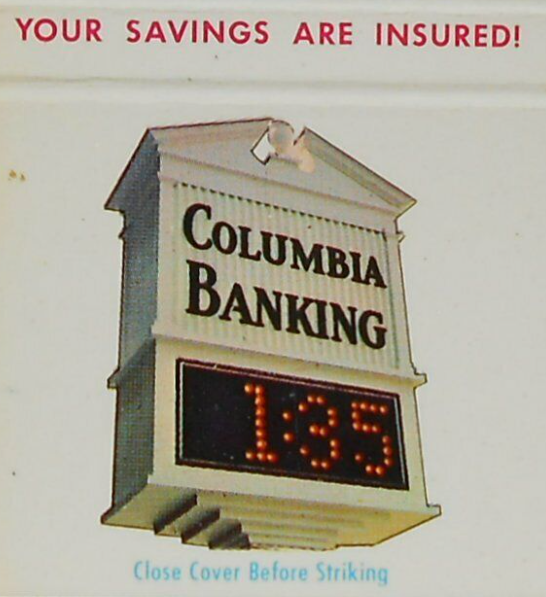 YOUR SAVINGS ARE INSURED!
COLUMBIA
BANKING
1:35
Close Cover Before Striking